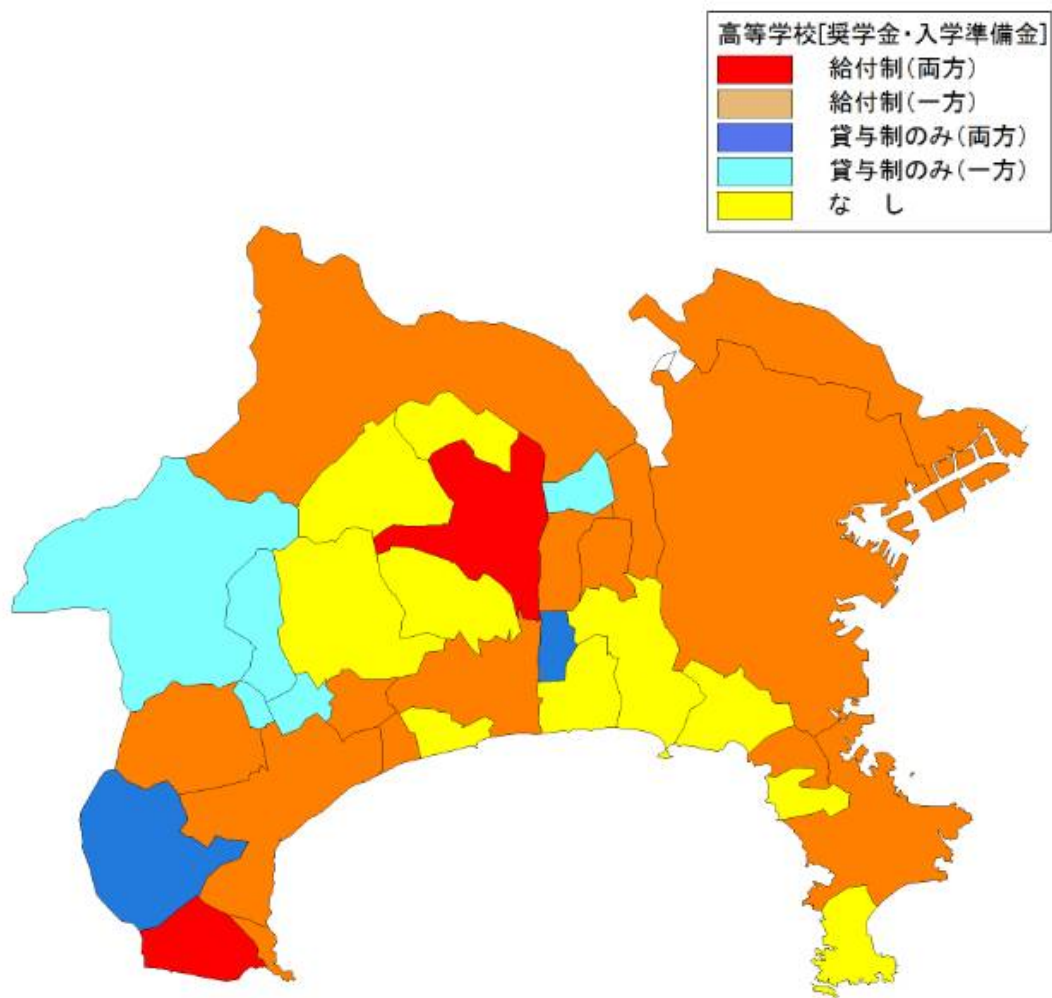 高等学校[奨学金・入学準備金]
給付制(両方)
給付制(一方)
貸与制のみ(両方)
貸与制のみ(一方)
な し